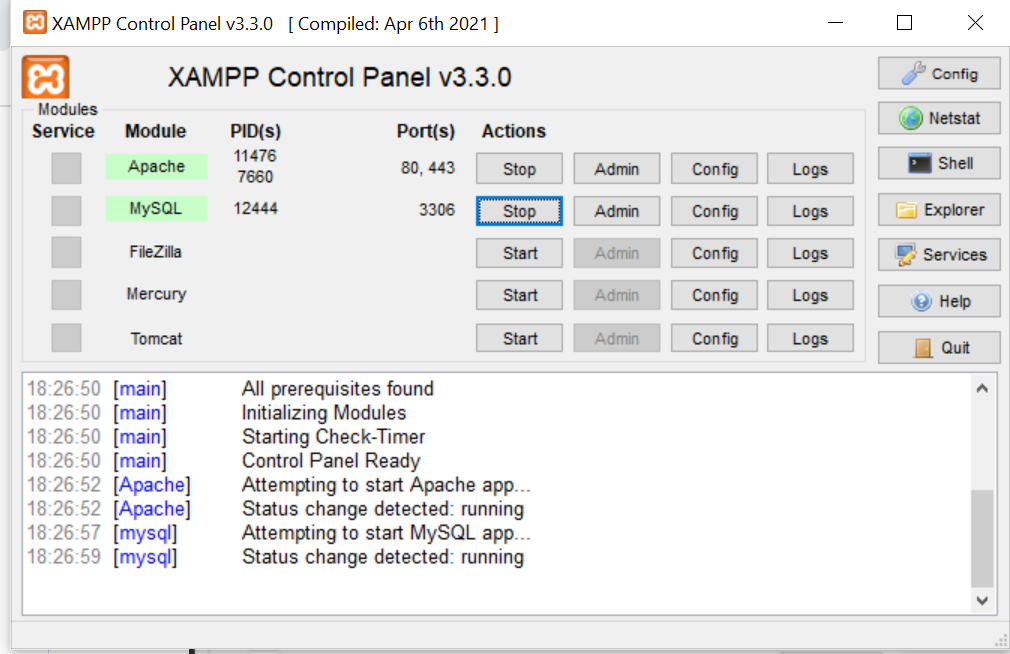 XAMPP Control Panel v3.3.0 [ Compiled: Apr 6th 2021 ]
XAMPP Control Panel v3.3.0
Config
Modules
Service Module PID(s) Port(s) Actions
Netstat
Apache 11476 7660 80, 443 Stop Admin Config Logs
Shell
MySQL 12444 3306 Stop Admin Config Logs
Explorer
FileZilla Start Admin Config Logs
Services
Mercury Start Admin Config Logs
Help
Tomcat Start Admin Config Logs
Quit
18:26:50 [main] All prerequisites found
18:26:50 [main] Initializing Modules
18:26:50 [main] Starting Check-Timer
18:26:50 [main] Control Panel Ready
18:26:52 [Apache] Attempting to start Apache app...
18:26:52 [Apache] Status change detected: running
18:26:57 [mysql] Attempting to start MySQL app...
18:26:59 [mysql] Status change detected: running